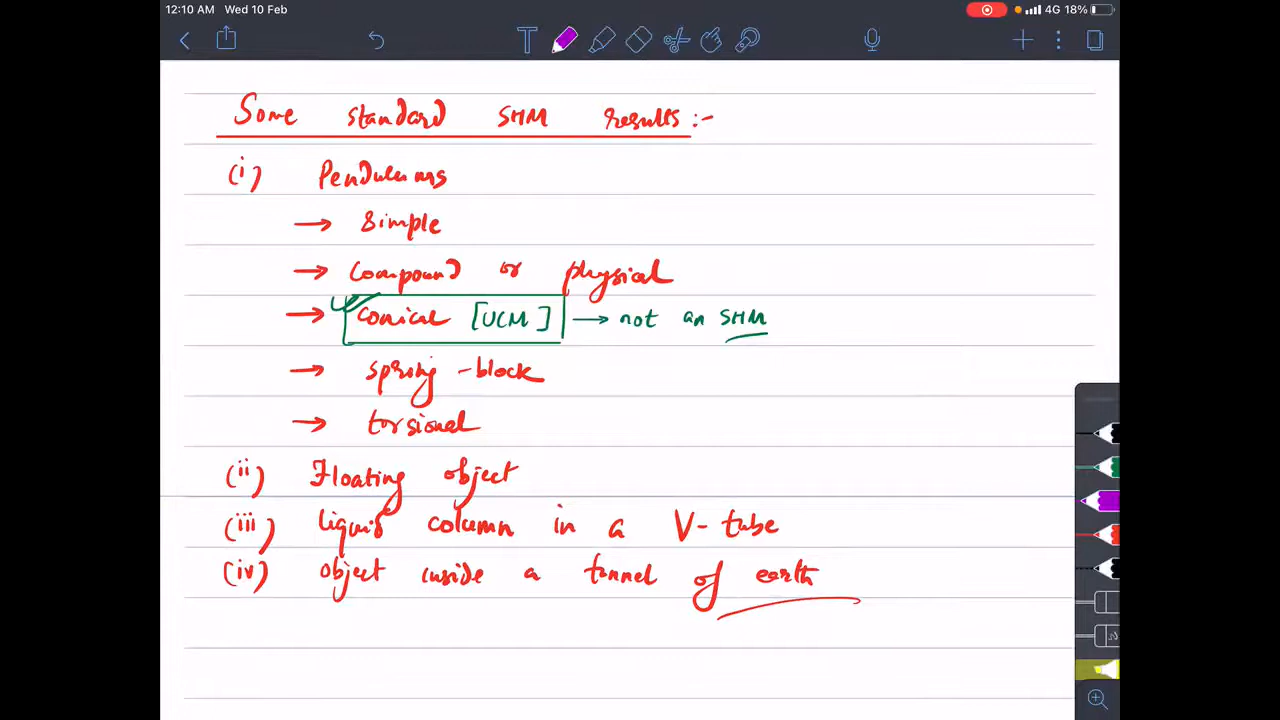 12:10 AM Wed 10 Feb
4G 18%
T
Some standard SHM results :-
(i) Pendulums
→ Simple
→ Compound or physical
→ Conical [UCM] → not an SHM
→ spring-block
→ torsional
(ii) Floating object
(iii) liquid column in a V-tube
(iv) object inside a tunnel of earth